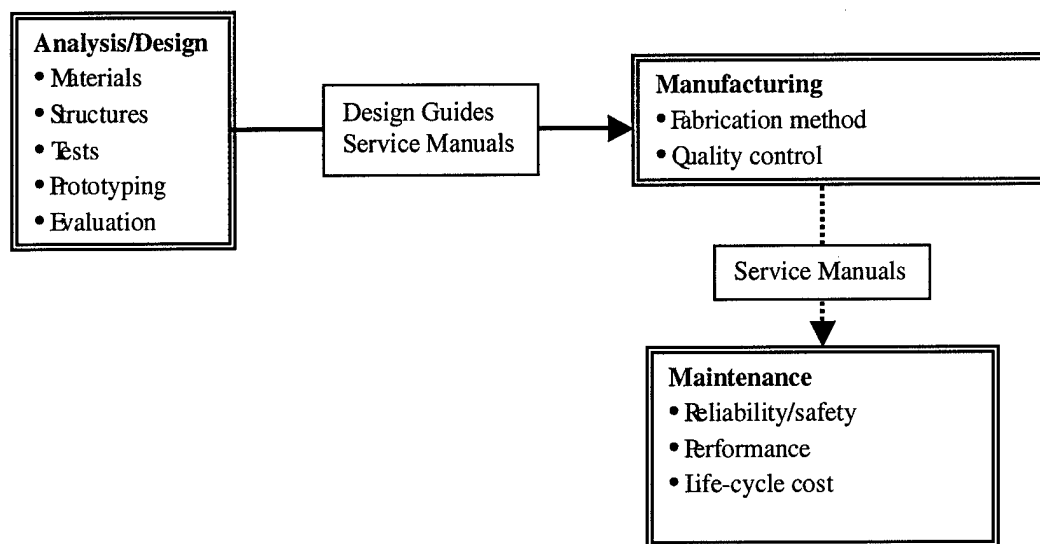 Analysis/Design
• Materials
• Structures
• Tests
• Prototyping
• Evaluation
Design Guides
Service Manuals
Manufacturing
• Fabrication method
• Quality control
Service Manuals
Maintenance
• Reliability/safety
• Performance
• Life-cycle cost